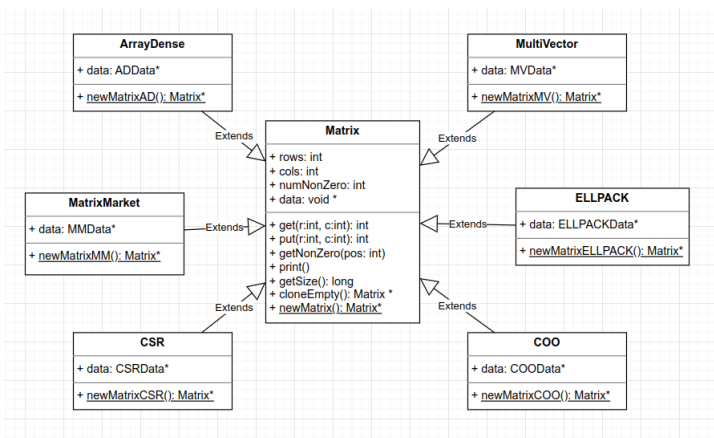 ArrayDense
+ data: ADData*
+ newMatrixAD(): Matrix*
MultiVector
+ data: MVData*
+ newMatrixMV(): Matrix*
Extends
Extends
Matrix
+ rows: int
+ cols: int
+ numNonZero: int
+ data: void *
+ get(r:int, c:int): int
+ put(r:int, c:int): int
+ getNonZero(pos: int)
+ print()
+ getSize(): long
+ cloneEmpty(): Matrix *
+ newMatrix(): Matrix*
MatrixMarket
+ data: MMData*
+ newMatrixMM(): Matrix*
Extends
ELLPACK
+ data: ELLPACKData*
+ newMatrixELLPACK(): Matrix*
Extends
Extends
Extends
CSR
+ data: CSRData*
+ newMatrixCSR(): Matrix*
COO
+ data: COOData*
+ newMatrixCOO(): Matrix*